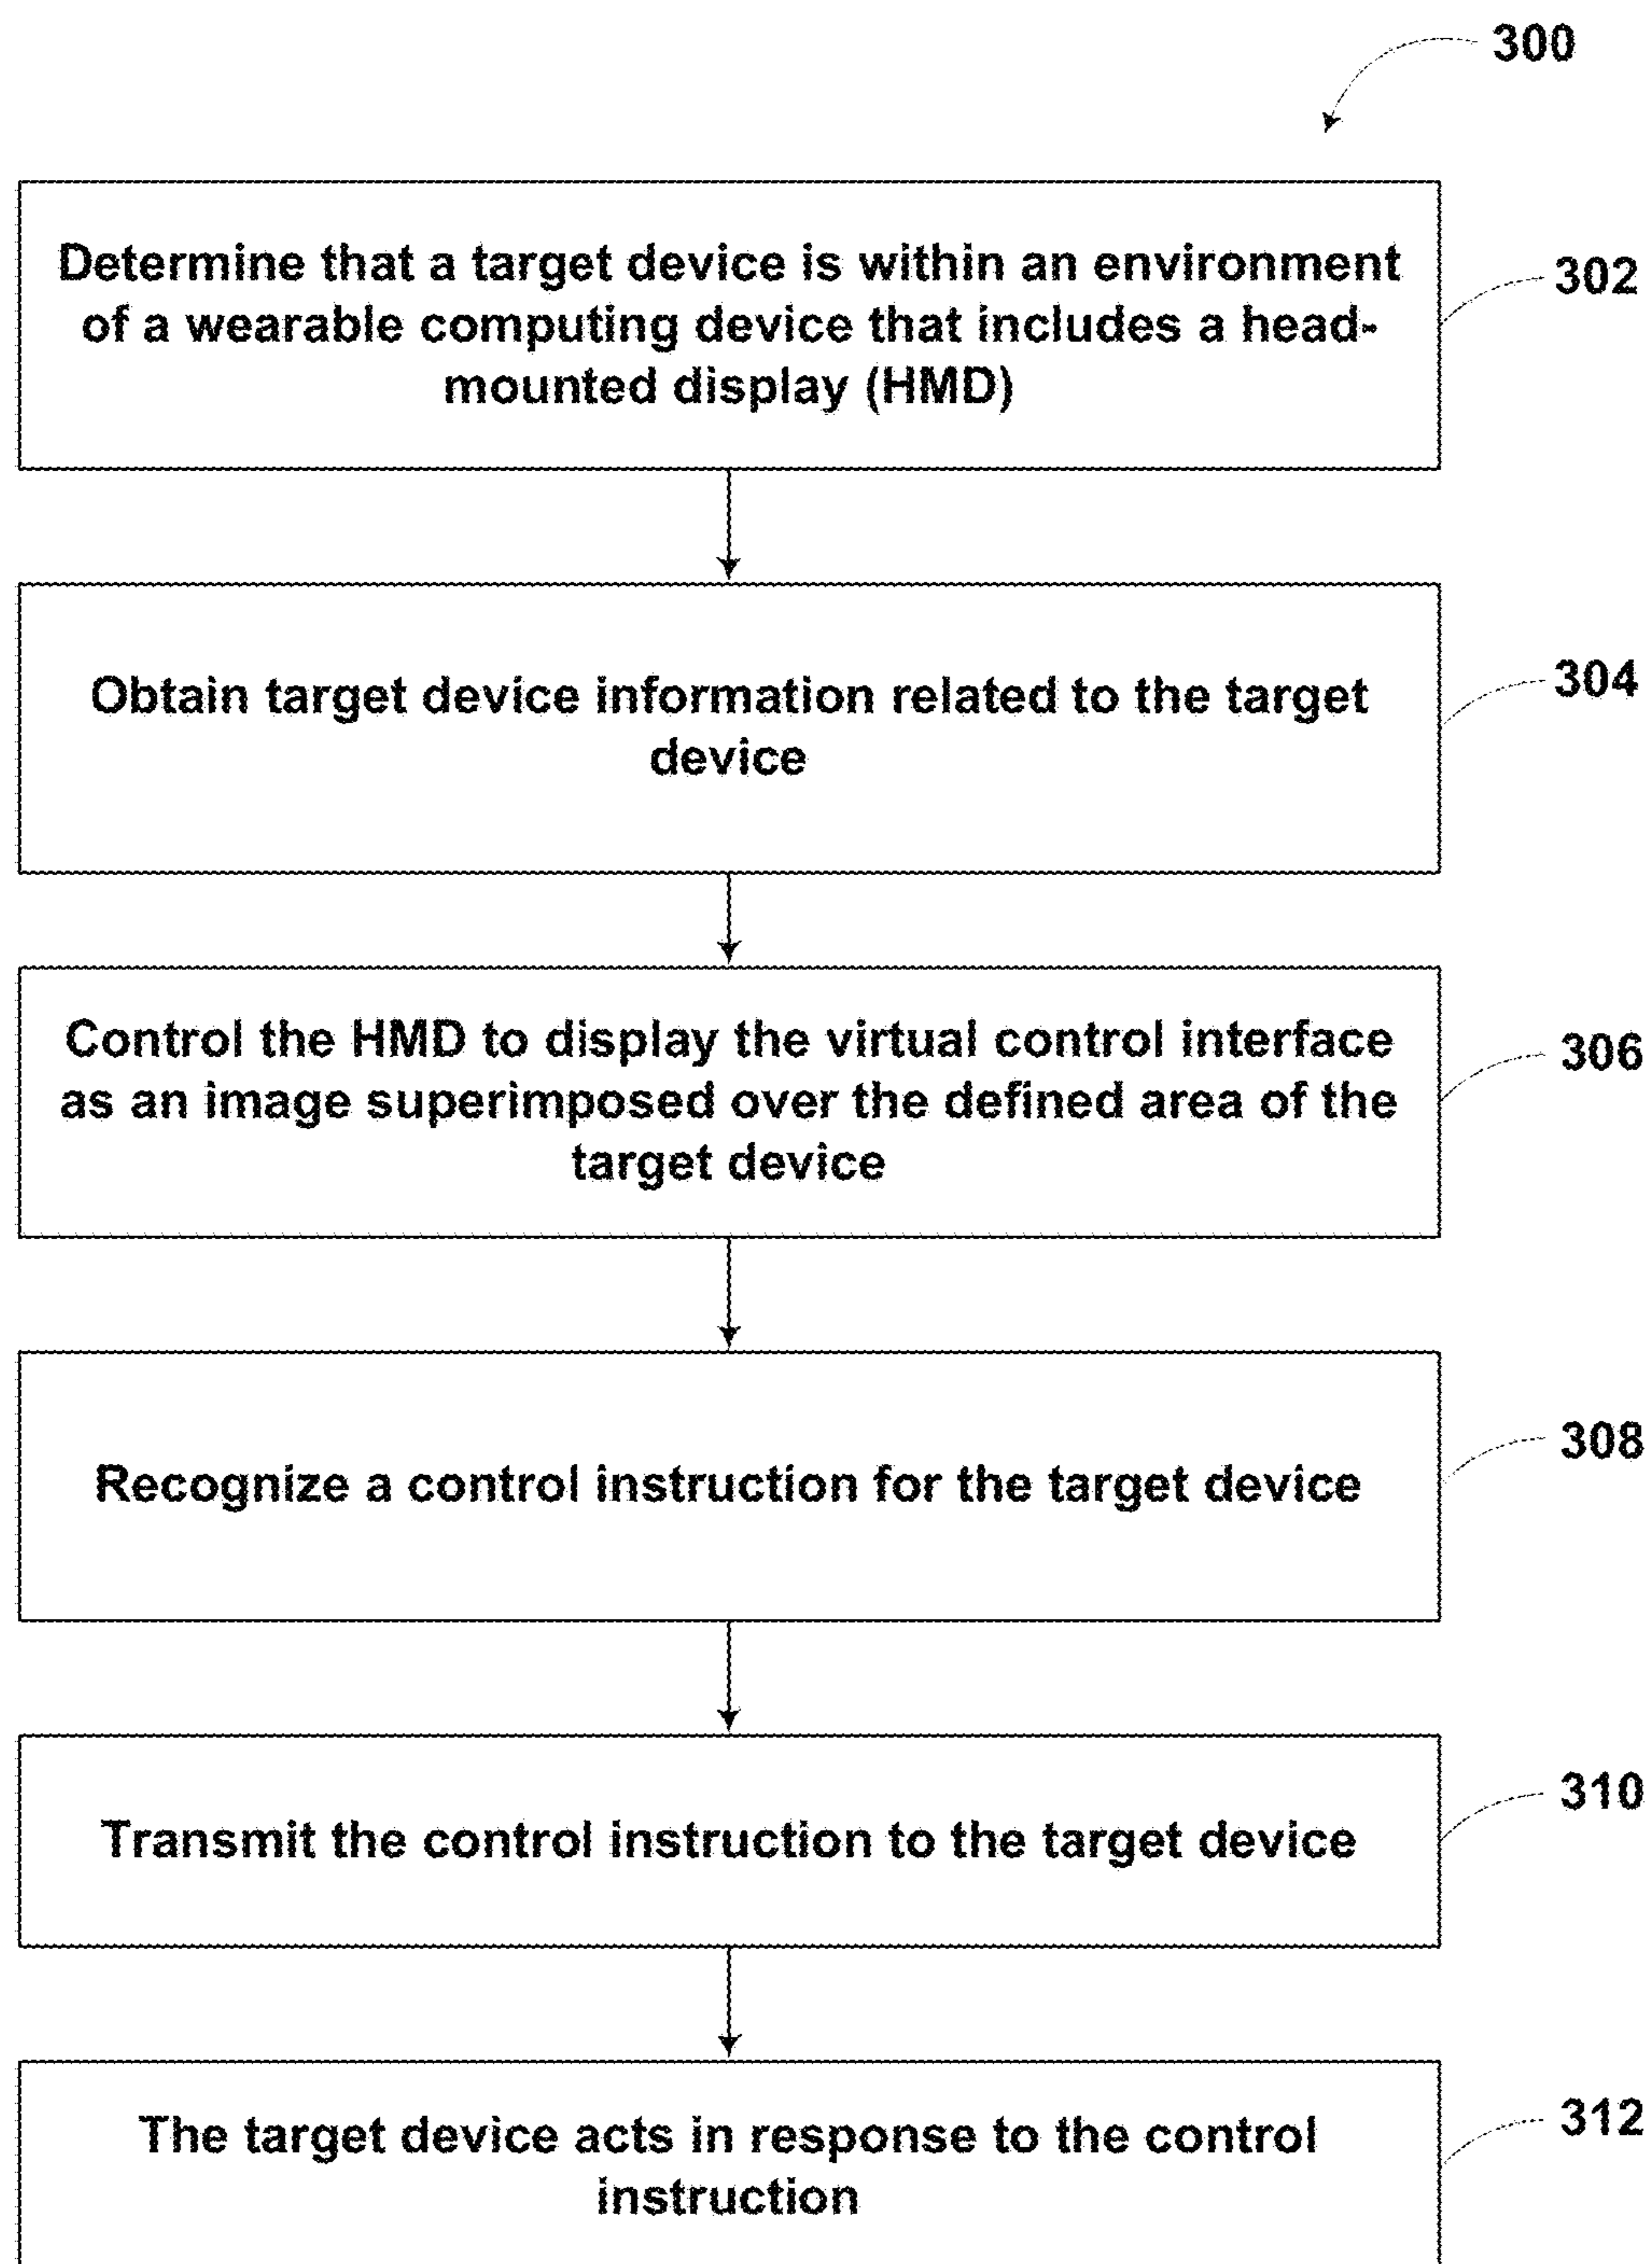 300
Determine that a target device is within an environment
of a wearable computing device that includes a head-
mounted display (HMD)
302
Obtain target device information related to the target
device
304
Control the HMD to display the virtual control interface
as an image superimposed over the defined area of the
target device
306
Recognize a control instruction for the target device
308
Transmit the control instruction to the target device
310
The target device acts in response to the control
instruction
312